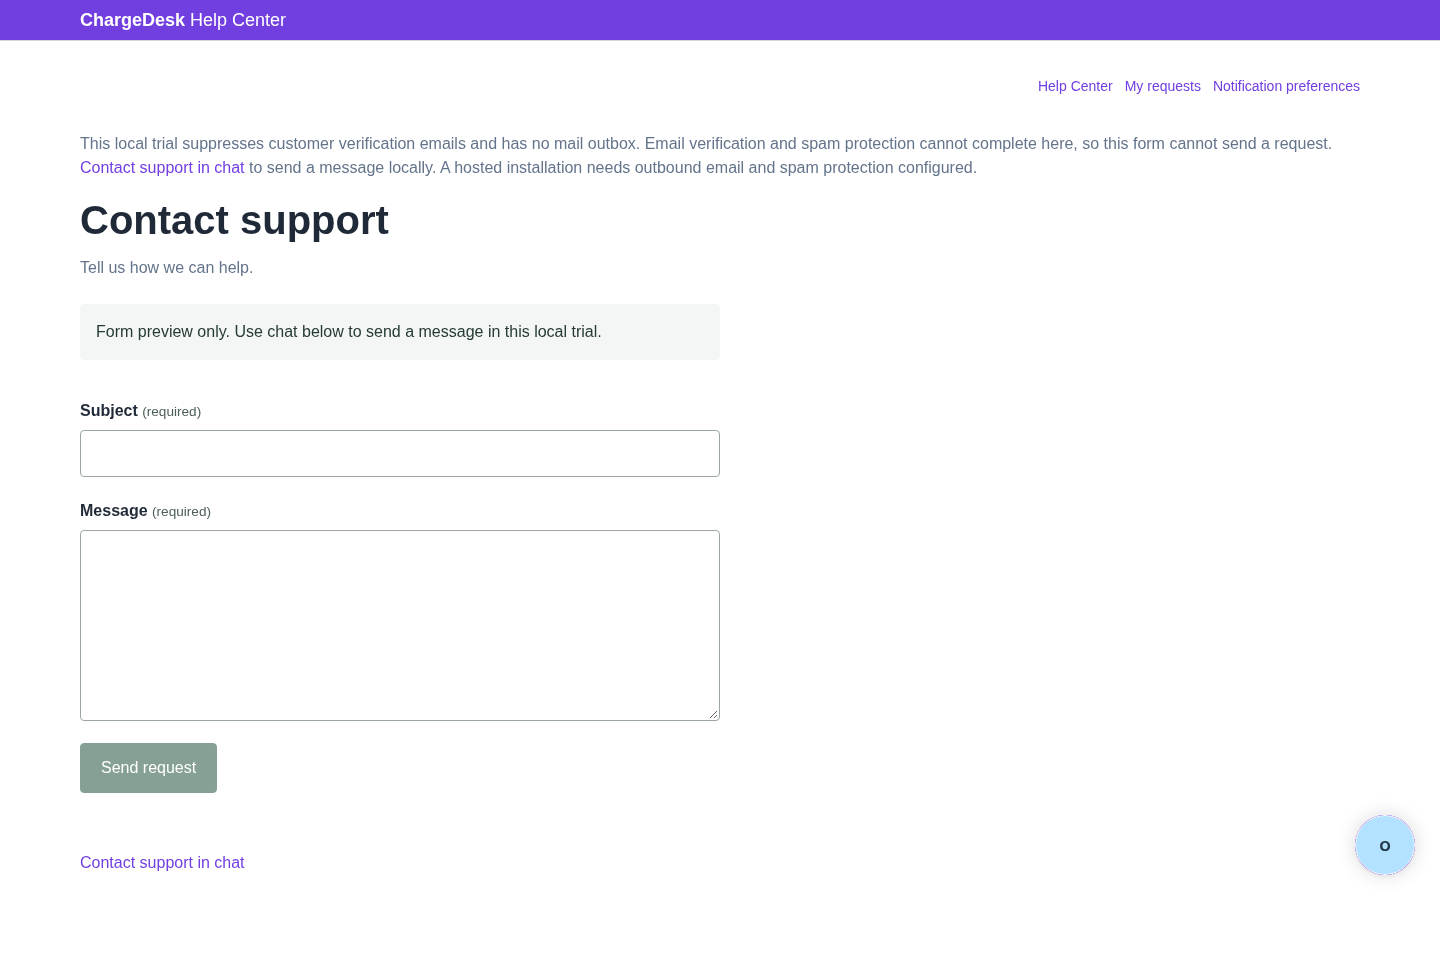 ChargeDesk Help Center
Help Center My requests Notification preferences
This local trial suppresses customer verification emails and has no mail outbox. Email verification and spam protection cannot complete here, so this form cannot send a request.
Contact support in chat to send a message locally. A hosted installation needs outbound email and spam protection configured.
Contact support
Tell us how we can help.
Form preview only. Use chat below to send a message in this local trial.
Subject (required)
Message (required)
Send request
o
Contact support in chat